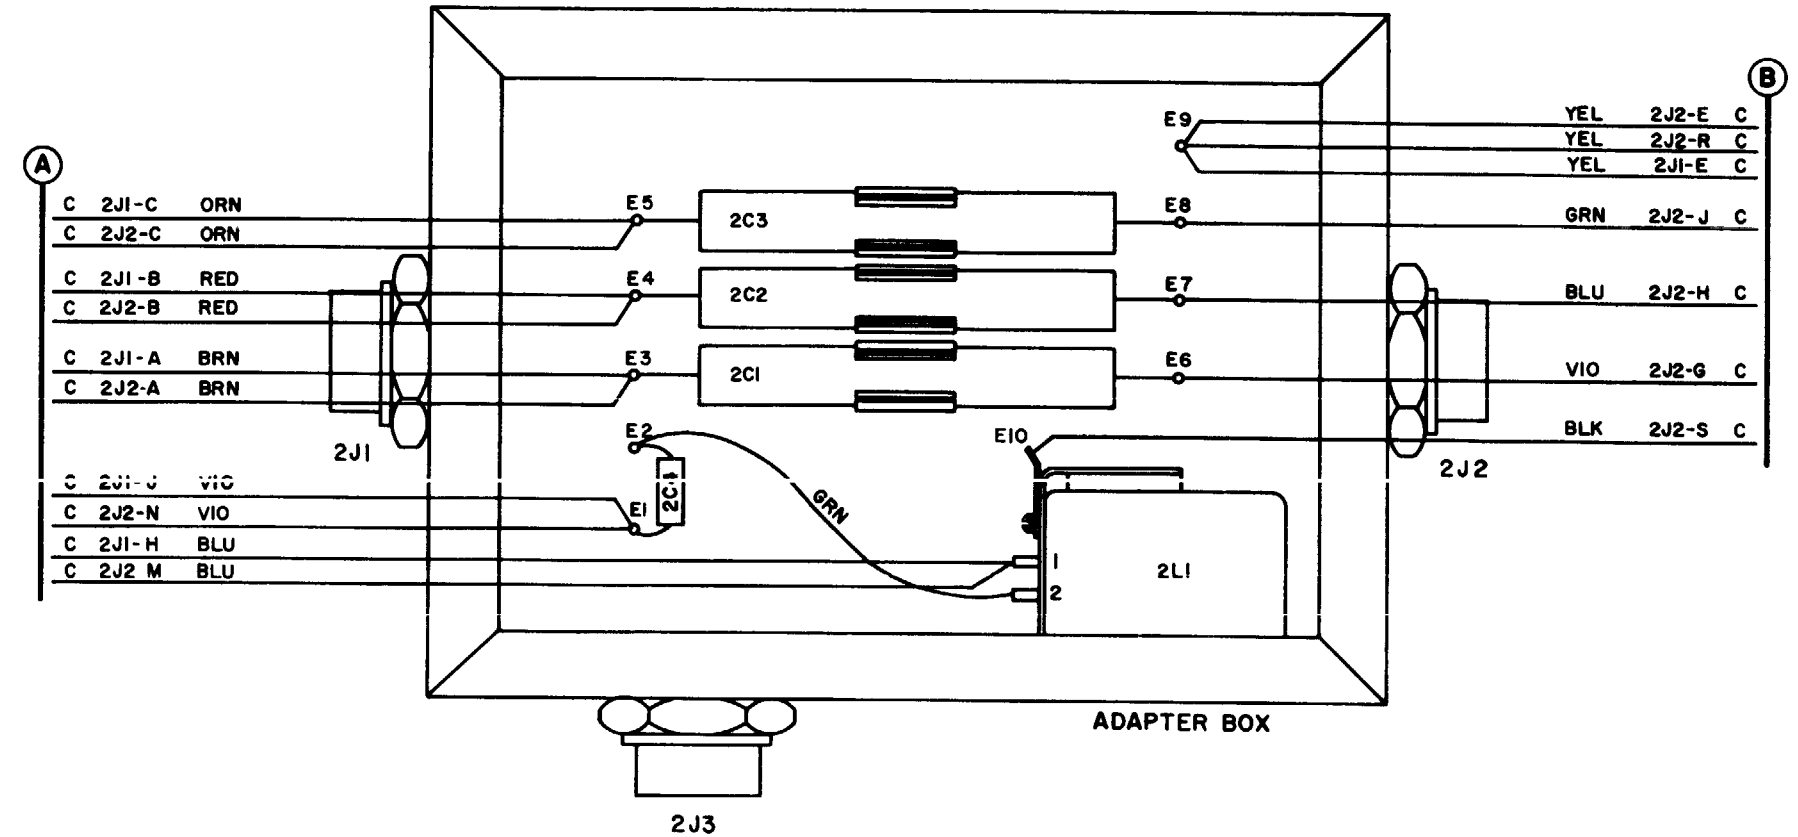 A
C 2J1-C ORN
C 2J2-C ORN
C 2J1-B RED
C 2J2-B RED
C 2J1-A BRN
C 2J2-A BRN
2J1
C 2J1-J VIO
C 2J2-N VIO
C 2J1-H BLU
C 2J2 M BLU
E5
E4
E3
E2
E1
2C3
2C2
2C1
GRN
E9
E8
E7
E6
E10
1
2
2L1
B
YEL 2J2-E C
YEL 2J2-R C
YEL 2J1-E C
GRN 2J2-J C
BLU 2J2-H C
VIO 2J2-G C
BLK 2J2-S C
2J2
ADAPTER BOX
2J3